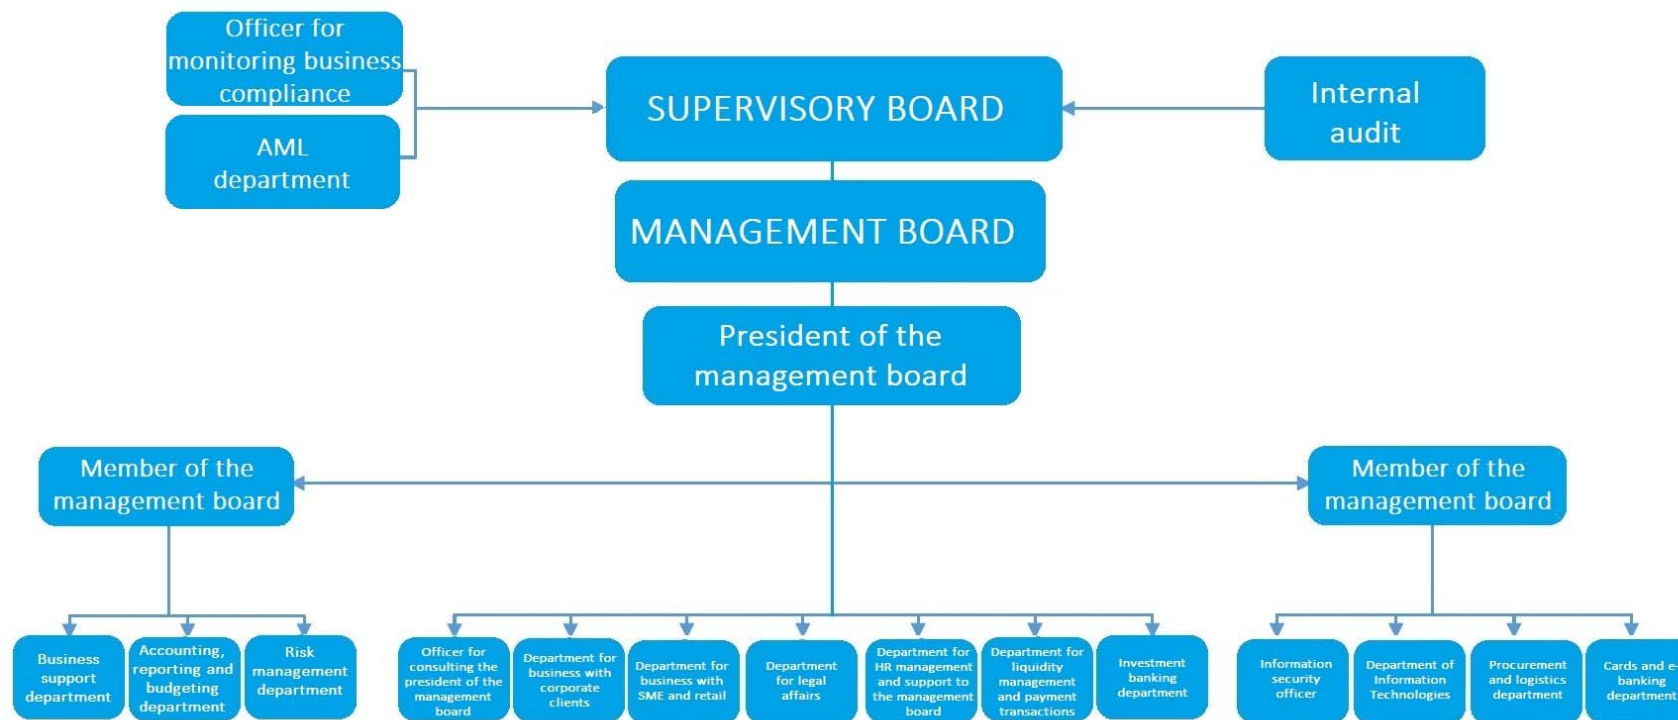 Officer for
monitoring business
compliance
AML
department
SUPERVISORY BOARD
Internal
audit
MANAGEMENT BOARD
President of the
management board
Member of the
management board
Member of the
management board
Business
support
department
Accounting,
reporting and
budgeting
department
Risk
management
department
Officer for
consulting the
president of the
management
board
Department for
business with
corporate
clients
Department for
business with
SME and retail
Department
for legal
affairs
Department for
HR management
and support to
the management
board
Department for
liquidity
management
and payment
transactions
Investment
banking
department
Information
security
officer
Department of
Information
Technologies
Procurement
and logistics
department
Cards and e-
banking
department